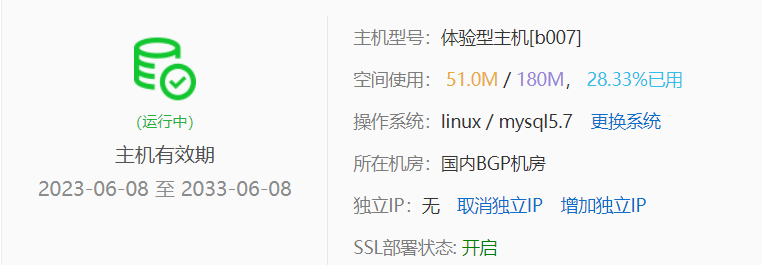 （运行中）
主机有效期
2023-06-08 至 2033-06-08
主机型号：体验型主机[b007]
空间使用： 51.0M / 180M， 28.33%已用
操作系统：linux / mysql5.7 更换系统
所在机房：国内BGP机房
独立IP：无 取消独立IP 增加独立IP
SSL部署状态: 开启